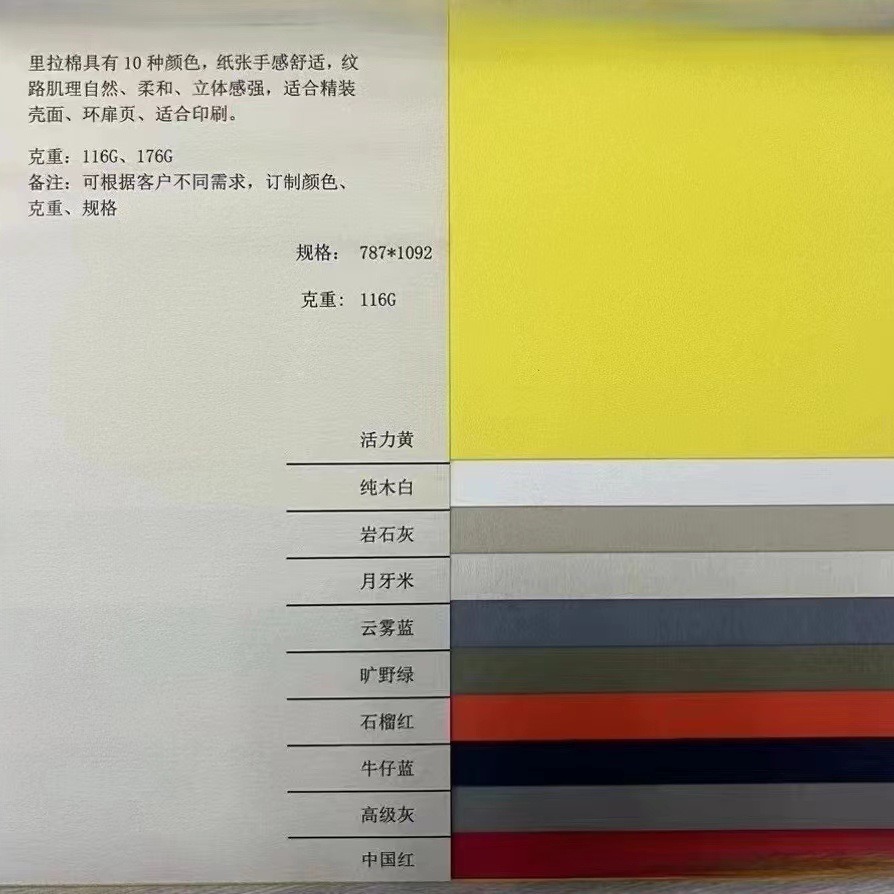 里拉棉具有 10 种颜色，纸张手感舒适，纹
路肌理自然、柔和、立体感强，适合精装
壳面、环扉页、适合印刷。
克重：116G、176G
备注：可根据客户不同需求，订制颜色、
克重、规格
规格： 787*1092
克重： 116G
活力黄
纯木白
岩石灰
月牙米
云雾蓝
旷野绿
石榴红
牛仔蓝
高级灰
中国红